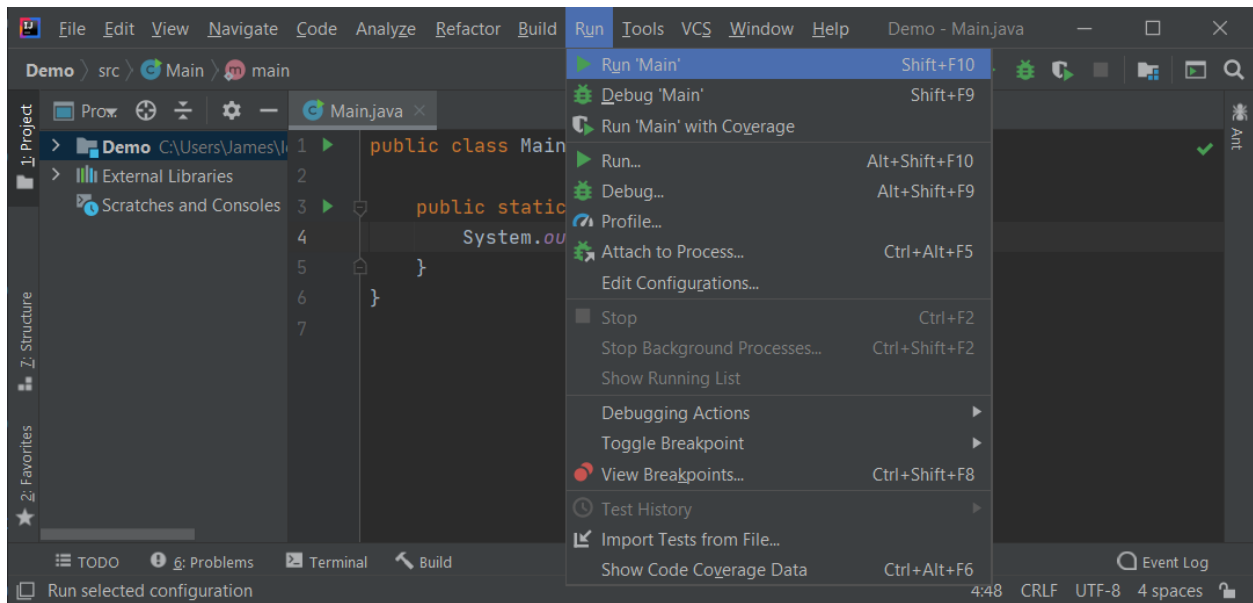 File Edit View Navigate Code Analyze Refactor Build Run Tools VCS Window Help Demo - Main.java
Demo src Main main
Main.java
1: Project
Demo C:\Users\James\
External Libraries
Scratches and Consoles
Z: Structure
2: Favorites
1 public class Main
2
3 public static
4 System.ou
5 }
6 }
7
Run 'Main' Shift+F10
Debug 'Main' Shift+F9
Run 'Main' with Coverage
Run... Alt+Shift+F10
Debug... Alt+Shift+F9
Profile...
Attach to Process... Ctrl+Alt+F5
Edit Configurations...
Stop Ctrl+F2
Stop Background Processes... Ctrl+Shift+F2
Show Running List
Debugging Actions
Toggle Breakpoint
View Breakpoints... Ctrl+Shift+F8
Test History
Import Tests from File...
Show Code Coverage Data Ctrl+Alt+F6
Ant
TODO 6: Problems Terminal Build Event Log
Run selected configuration 4:48 CRLF UTF-8 4 spaces